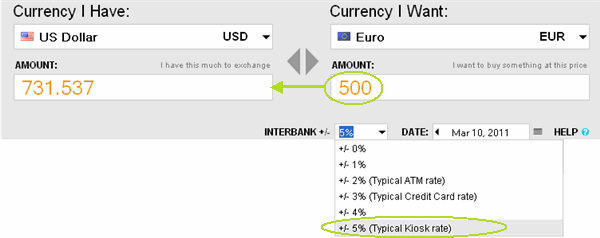 Currency I Have: Currency I Want:
US Dollar USD Euro EUR
AMOUNT: I have this much to exchange AMOUNT: I want to buy something at this price
731.537 500
INTERBANK +/- 5% DATE: Mar 10, 2011 HELP ?
+/- 0%
+/- 1%
+/- 2% (Typical ATM rate)
+/- 3% (Typical Credit Card rate)
+/- 4%
+/- 5% (Typical Kiosk rate)